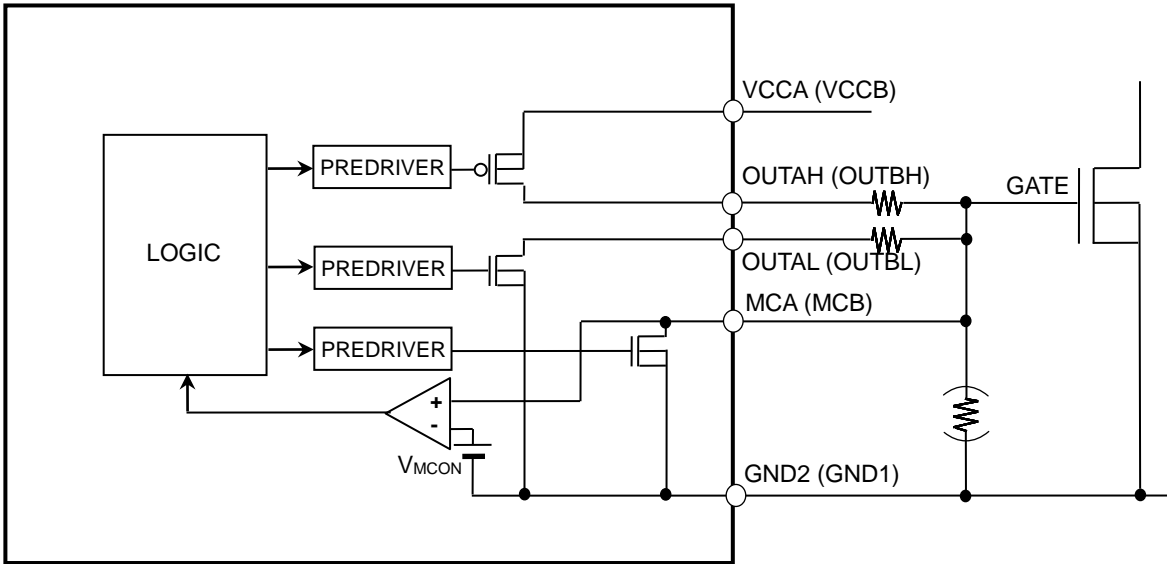 VCCA (VCCB)
PREDRIVER
OUTAH (OUTBH)
GATE
LOGIC
PREDRIVER
OUTAL (OUTBL)
MCA (MCB)
PREDRIVER
+
-
VMCON
GND2 (GND1)